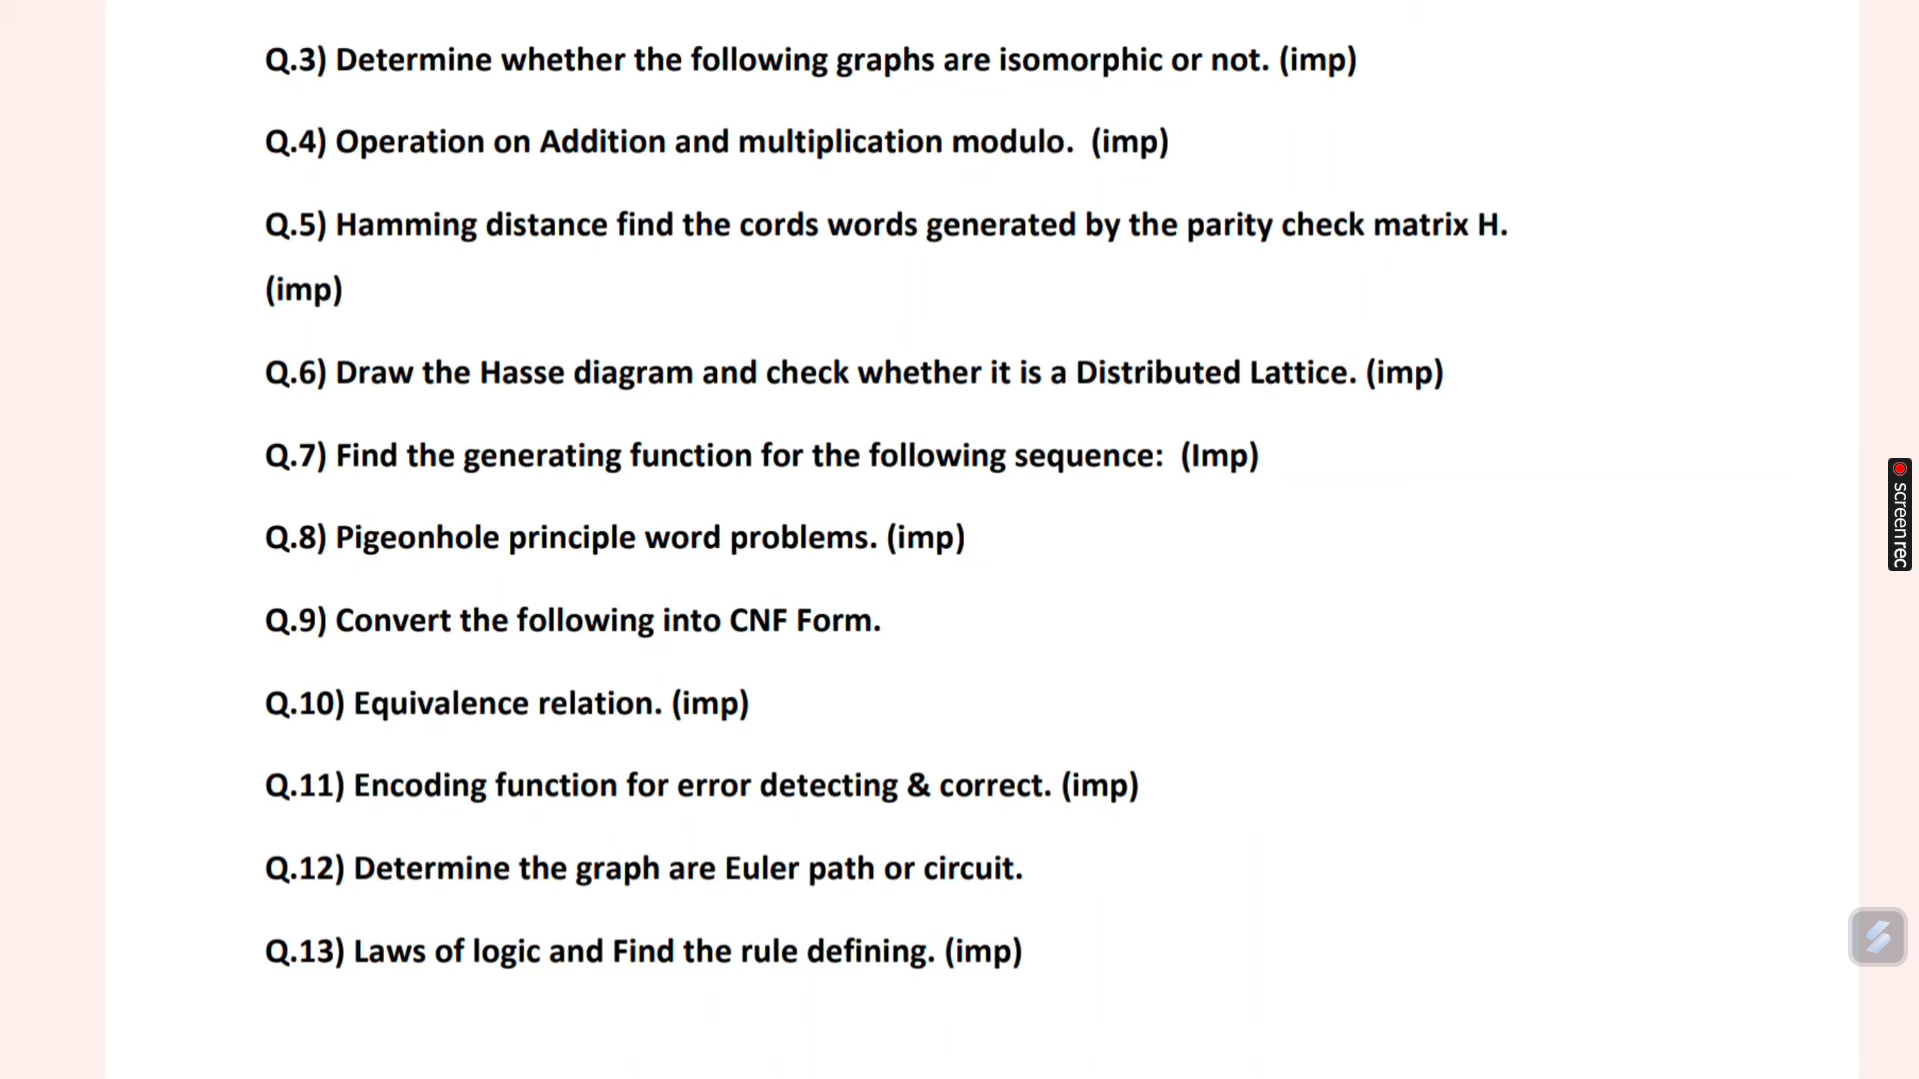 Q.3) Determine whether the following graphs are isomorphic or not. (imp)
Q.4) Operation on Addition and multiplication modulo.  (imp)
Q.5) Hamming distance find the cords words generated by the parity check matrix H.
(imp)
Q.6) Draw the Hasse diagram and check whether it is a Distributed Lattice. (imp)
Q.7) Find the generating function for the following sequence:  (Imp)
Q.8) Pigeonhole principle word problems. (imp)
Q.9) Convert the following into CNF Form.
Q.10) Equivalence relation. (imp)
Q.11) Encoding function for error detecting & correct. (imp)
Q.12) Determine the graph are Euler path or circuit.
Q.13) Laws of logic and Find the rule defining. (imp)
screenrec